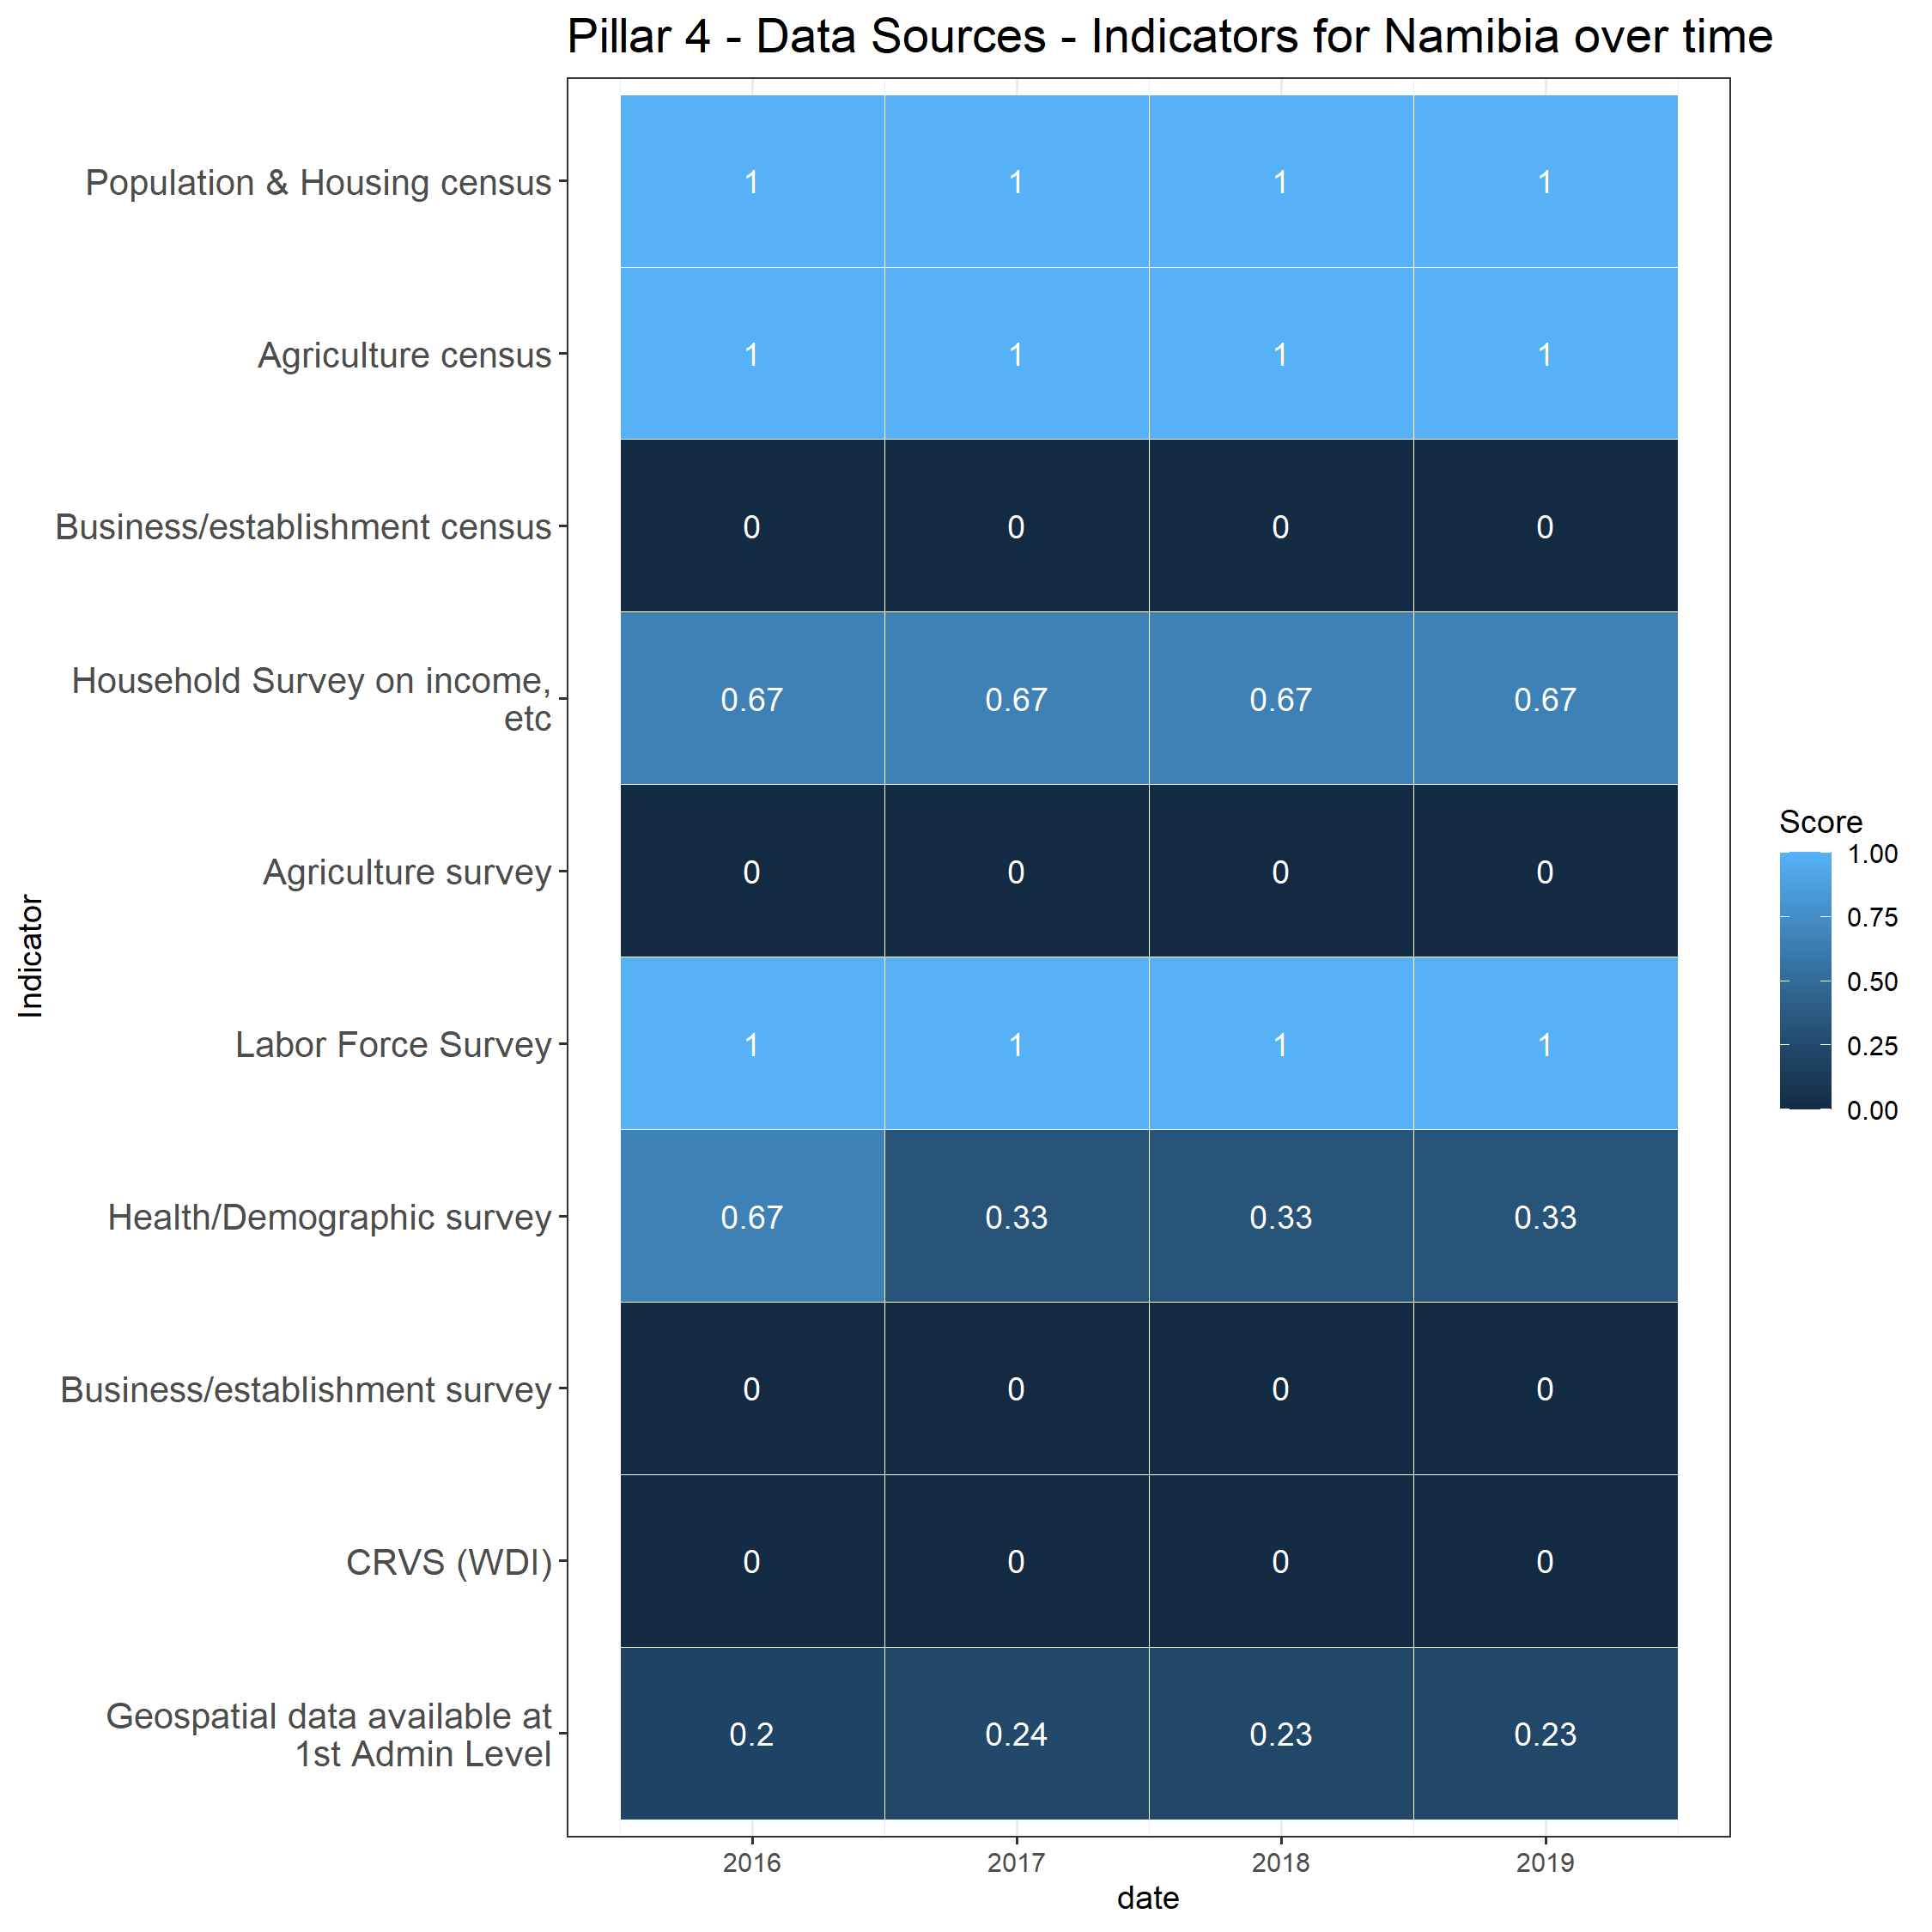 Pillar 4 - Data Sources - Indicators for Namibia over time
Indicator
Population & Housing census
1 1 1 1
Agriculture census
1 1 1 1
Business/establishment census
0 0 0 0
Household Survey on income,
etc
0.67 0.67 0.67 0.67
Agriculture survey
0 0 0 0
Labor Force Survey
1 1 1 1
Health/Demographic survey
0.67 0.33 0.33 0.33
Business/establishment survey
0 0 0 0
CRVS (WDI)
0 0 0 0
Geospatial data available at
1st Admin Level
0.2 0.24 0.23 0.23
2016 2017 2018 2019
date
Score
1.00
0.75
0.50
0.25
0.00